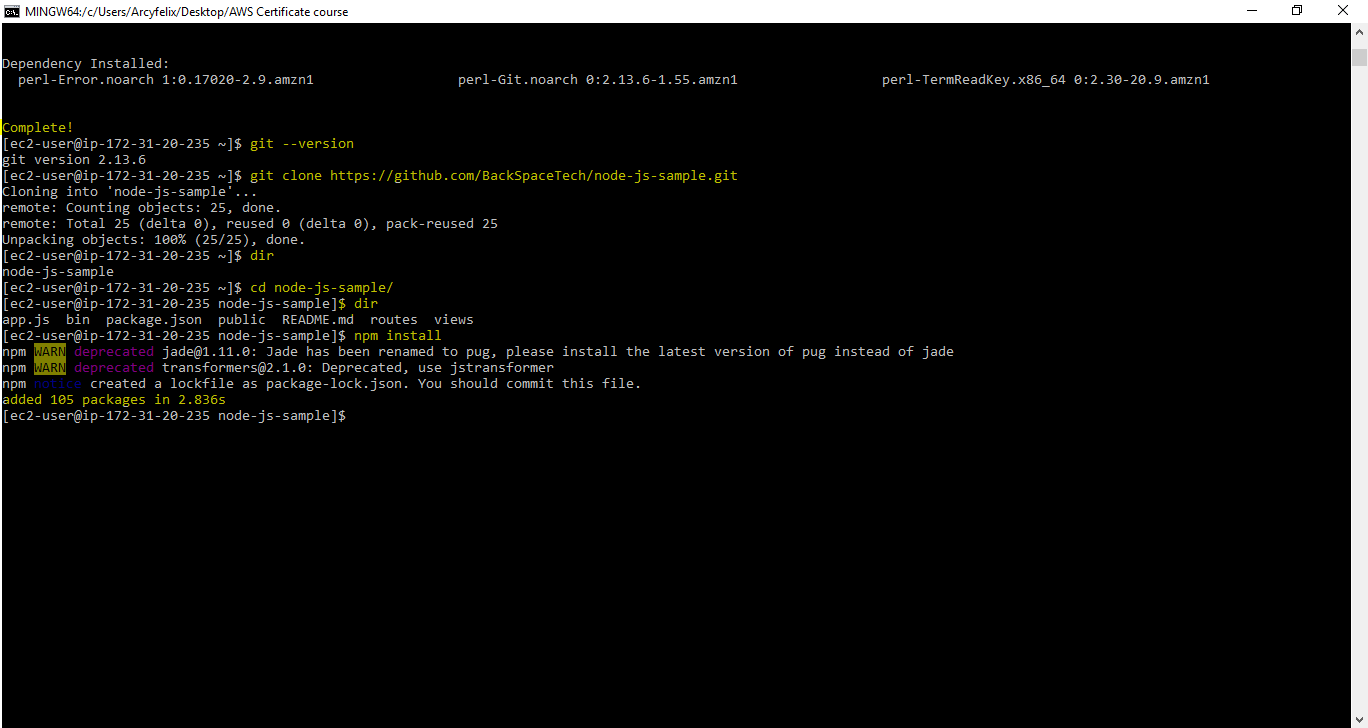 MINGW64:/c/Users/Arcyfelix/Desktop/AWS Certificate course
Dependency Installed:
perl-Error.noarch 1:0.17020-2.9.amzn1 perl-Git.noarch 0:2.13.6-1.55.amzn1 perl-TermReadKey.x86_64 0:2.30-20.9.amzn1
Complete!
[ec2-user@ip-172-31-20-235 ~]$ git --version
git version 2.13.6
[ec2-user@ip-172-31-20-235 ~]$ git clone https://github.com/BackSpaceTech/node-js-sample.git
Cloning into 'node-js-sample'...
remote: Counting objects: 25, done.
remote: Total 25 (delta 0), reused 0 (delta 0), pack-reused 25
Unpacking objects: 100% (25/25), done.
[ec2-user@ip-172-31-20-235 ~]$ dir
node-js-sample
[ec2-user@ip-172-31-20-235 ~]$ cd node-js-sample/
[ec2-user@ip-172-31-20-235 node-js-sample]$ dir
app.js  bin  package.json  public  README.md  routes  views
[ec2-user@ip-172-31-20-235 node-js-sample]$ npm install
npm WARN deprecated jade@1.11.0: Jade has been renamed to pug, please install the latest version of pug instead of jade
npm WARN deprecated transformers@2.1.0: Deprecated, use jstransformer
npm notice created a lockfile as package-lock.json. You should commit this file.
added 105 packages in 2.836s
[ec2-user@ip-172-31-20-235 node-js-sample]$